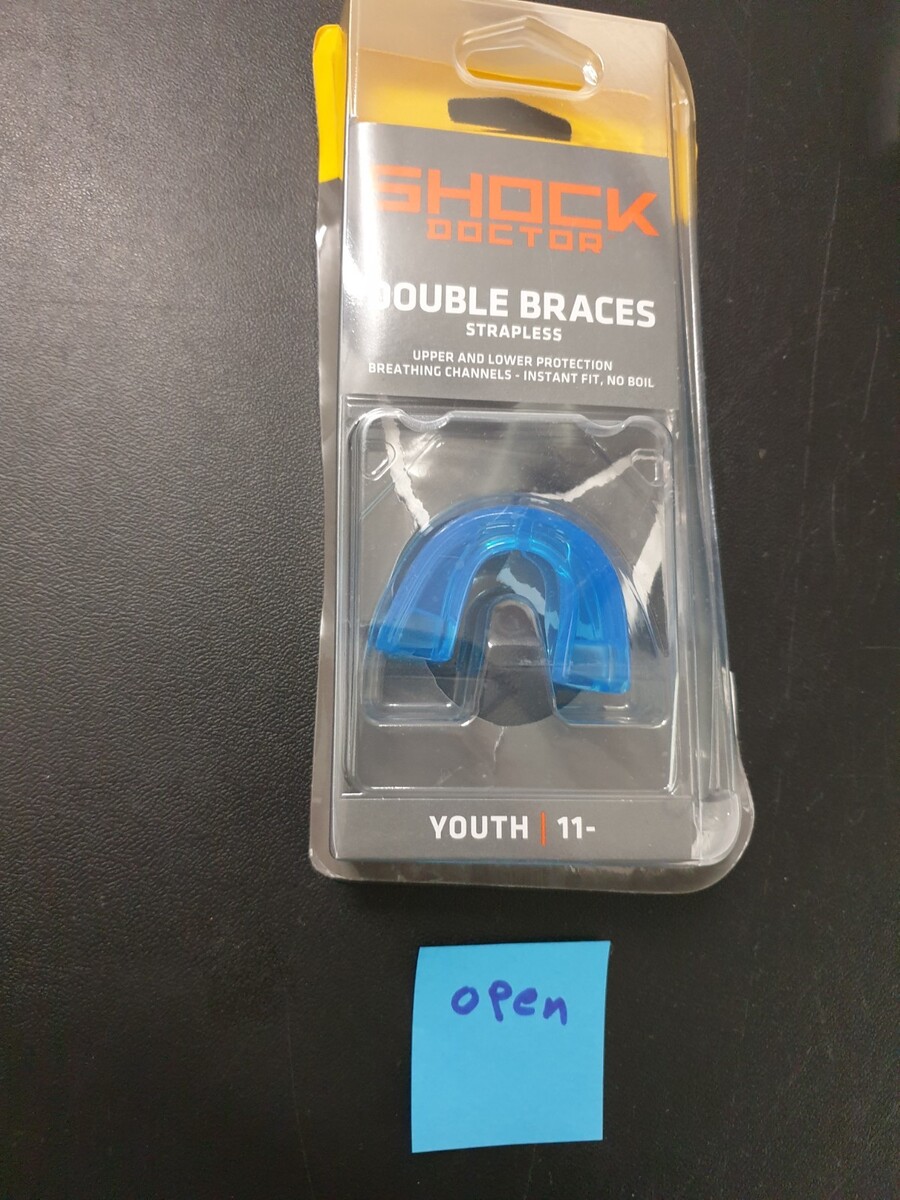 SHOCK
DOCTOR
DOUBLE BRACES
STRAPLESS
UPPER AND LOWER PROTECTION
BREATHING CHANNELS - INSTANT FIT, NO BOIL
YOUTH | 11-
open